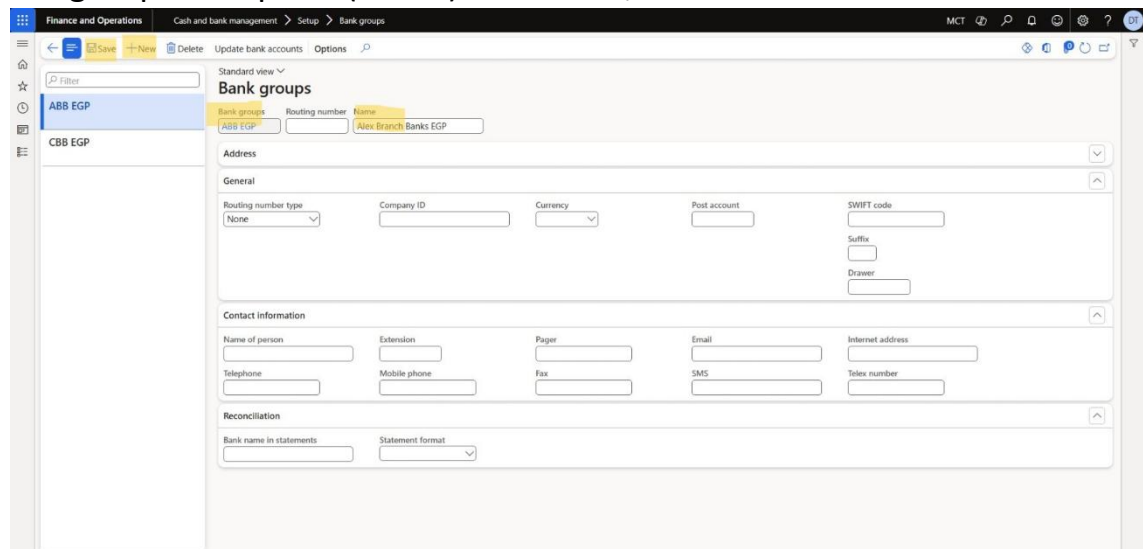 Finance and Operations Cash and bank management > Setup > Bank groups MCT ? DT
Save + New Delete Update bank accounts Options
Filter
ABB EGP
CBB EGP
Standard view
Bank groups
Bank groups Routing number Name
ABB EGP Alex Branch Banks EGP
Address
General
Routing number type Company ID Currency Post account SWIFT code
None
Suffix
Drawer
Contact information
Name of person Extension Pager Email Internet address
Telephone Mobile phone Fax SMS Telex number
Reconciliation
Bank name in statements Statement format